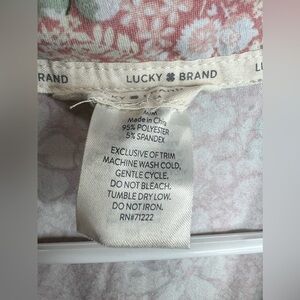 RAND LUCKY BRAND
Made in China
95% POLYESTER
5% SPANDEX
EXCLUSIVE OF TRIM
MACHINE WASH COLD,
GENTLE CYCLE.
DO NOT BLEACH.
TUMBLE DRY LOW.
DO NOT IRON.
RN#71222